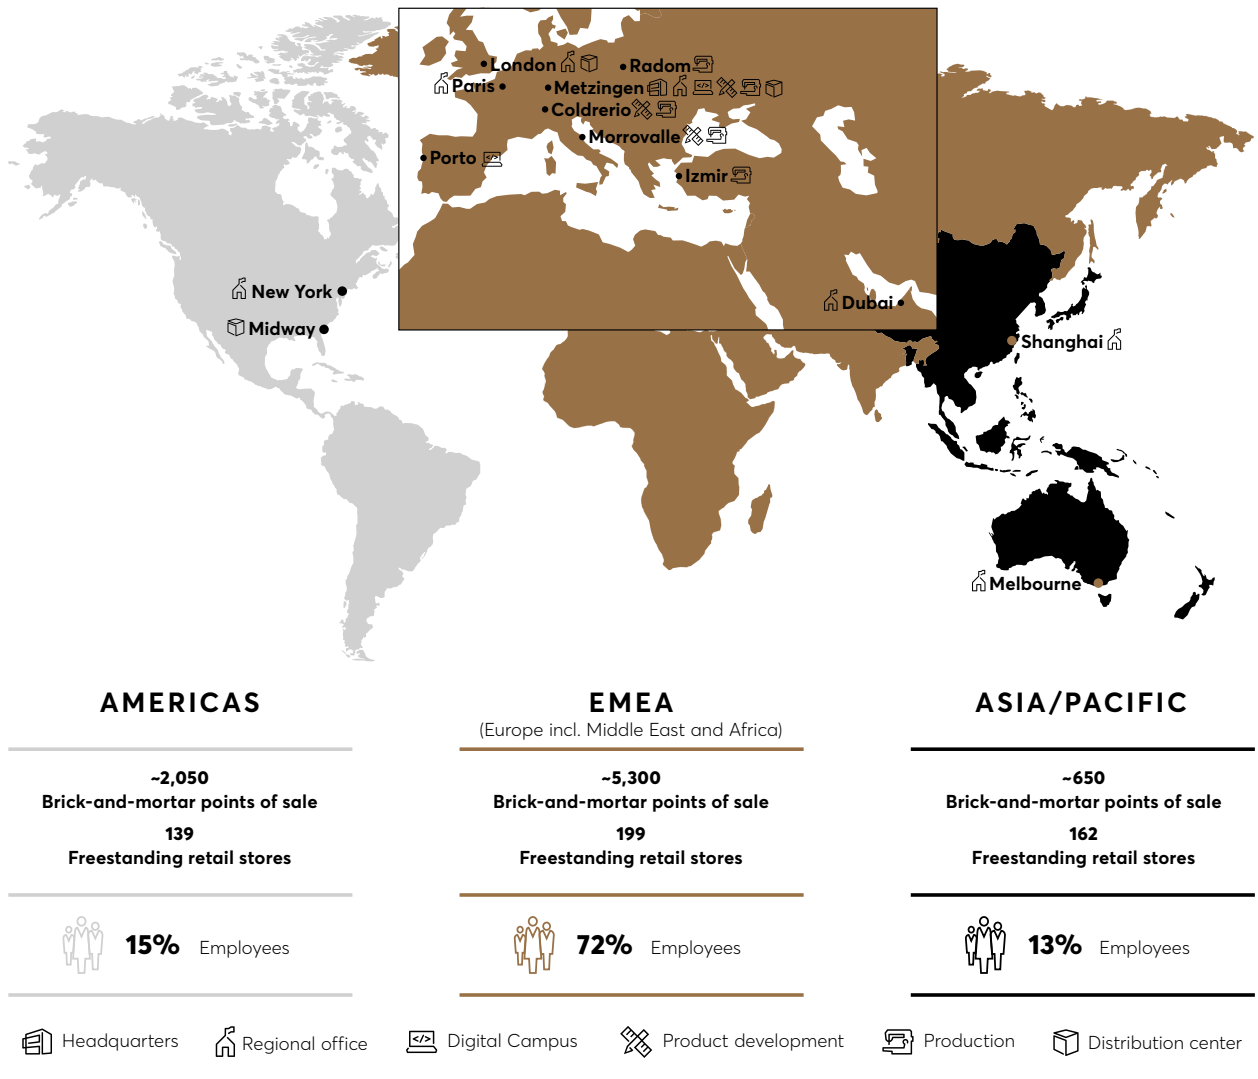 London
Radom
Paris
Metzingen
Coldrerio
Morrovalle
Porto
Izmir
New York
Dubai
Midway
Shanghai
Melbourne
AMERICAS
~2,050
Brick-and-mortar points of sale
139
Freestanding retail stores
15% Employees
EMEA
(Europe incl. Middle East and Africa)
~5,300
Brick-and-mortar points of sale
199
Freestanding retail stores
72% Employees
ASIA/PACIFIC
~650
Brick-and-mortar points of sale
162
Freestanding retail stores
13% Employees
Headquarters
Regional office
</> Digital Campus
Product development
Production
Distribution center